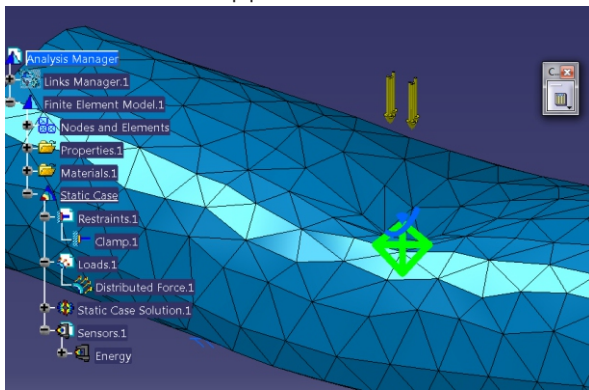 Analysis Manager
Links Manager.1
Finite Element Model.1
Nodes and Elements
Properties.1
Materials.1
Static Case
Restraints.1
Clamp.1
Loads.1
Distributed Force.1
Static Case Solution.1
Sensors.1
Energy
C...